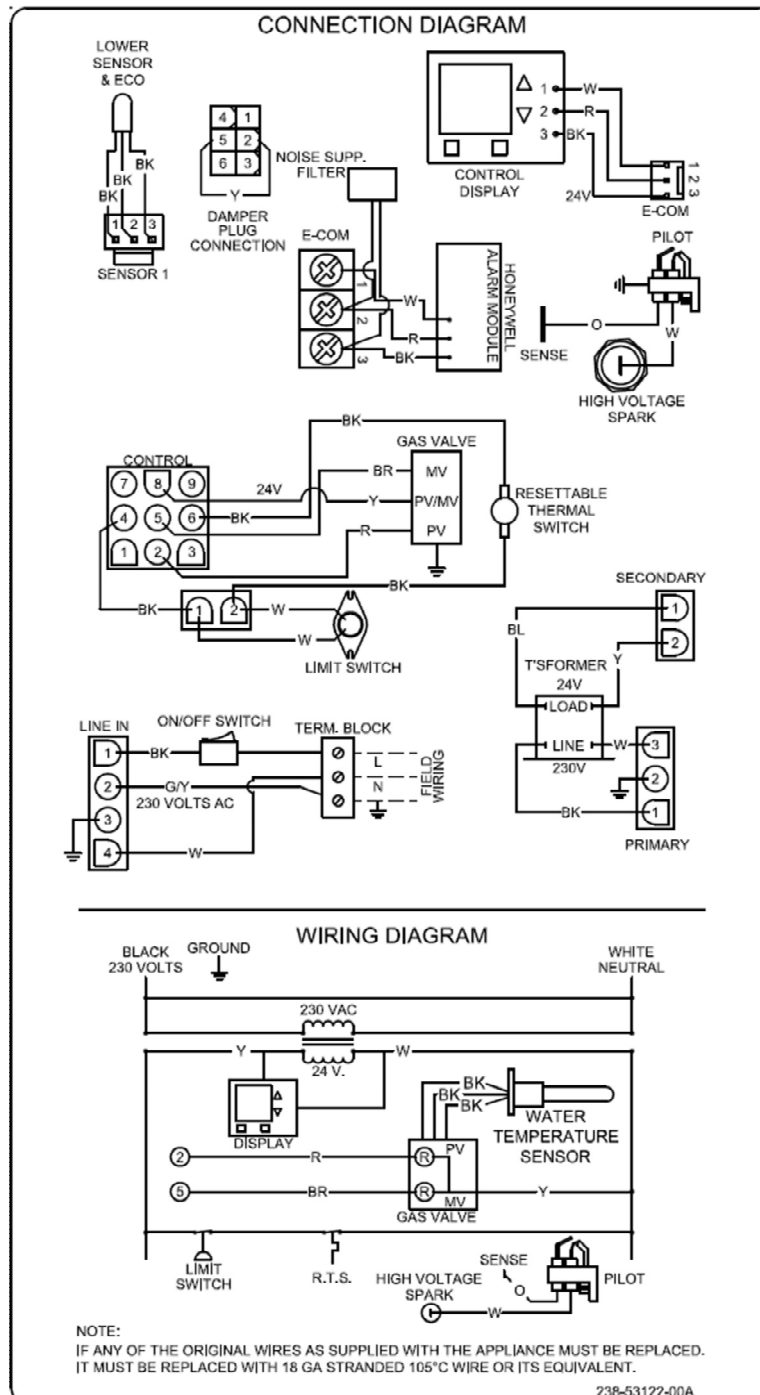 CONNECTION DIAGRAM
LOWER
SENSOR
& ECO
BK
BK
BK
1 2 3
SENSOR 1
4 1
5 2
6 3
Y
DAMPER
PLUG
CONNECTION
NOISE SUPP.
FILTER
E-COM
1
2
3
W
R
BK
HONEYWELL
ALARM MODULE
1 W
2 R
3 BK
CONTROL
DISPLAY
24V
1
2
3
E-COM
PILOT
SENSE
O
W
HIGH VOLTAGE
SPARK
BK
CONTROL
7 8 9
4 5 6
1 2 3
24V
BK
GAS VALVE
BR MV
Y PV/MV
R PV
RESETTABLE
THERMAL
SWITCH
BK
BK 1 2 W
W
LIMIT SWITCH
SECONDARY
1
2
BL
Y
T'SFORMER
24V
LOAD
LINE W 3
230V
2
BK 1
PRIMARY
LINE IN
ON/OFF SWITCH
TERM. BLOCK
1 BK
L
2 G/Y
N
230 VOLTS AC
3
4 W
FIELD
WIRING
WIRING DIAGRAM
BLACK
230 VOLTS
GROUND
WHITE
NEUTRAL
230 VAC
Y
W
24 V.
DISPLAY
BK
BK
BK
WATER
TEMPERATURE
SENSOR
PV
2 R R
5 BR R
MV
Y
GAS VALVE
LIMIT
SWITCH
R.T.S.
HIGH VOLTAGE
SPARK
SENSE
O
W
PILOT
NOTE:
IF ANY OF THE ORIGINAL WIRES AS SUPPLIED WITH THE APPLIANCE MUST BE REPLACED.
IT MUST BE REPLACED WITH 18 GA STRANDED 105°C WIRE OR ITS EQUIVALENT.
238-53122-00A